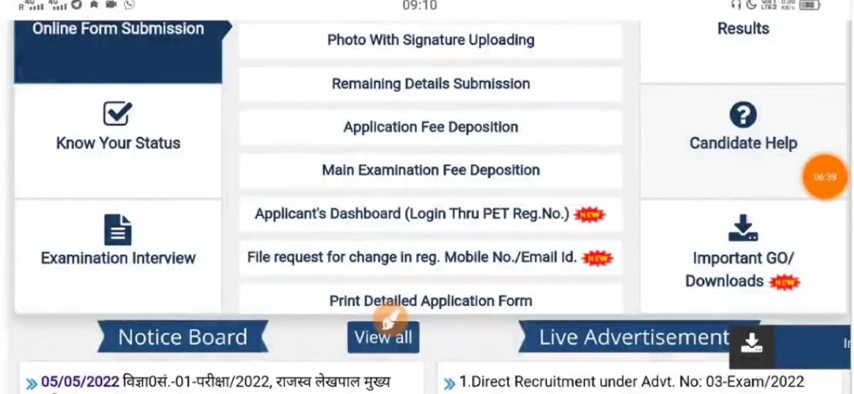 09:10
Online Form Submission
Photo With Signature Uploading
Results
Remaining Details Submission
Know Your Status
Application Fee Deposition
Candidate Help
Main Examination Fee Deposition
06:39
Applicant's Dashboard (Login Thru PET Reg.No.) NEW
Examination Interview
File request for change in reg. Mobile No./Email Id. NEW
Important GO/
Downloads NEW
Print Detailed Application Form
Notice Board
View all
Live Advertisement
05/05/2022 विज्ञा0सं.-01-परीक्षा/2022, राजस्व लेखपाल मुख्य
1.Direct Recruitment under Advt. No: 03-Exam/2022